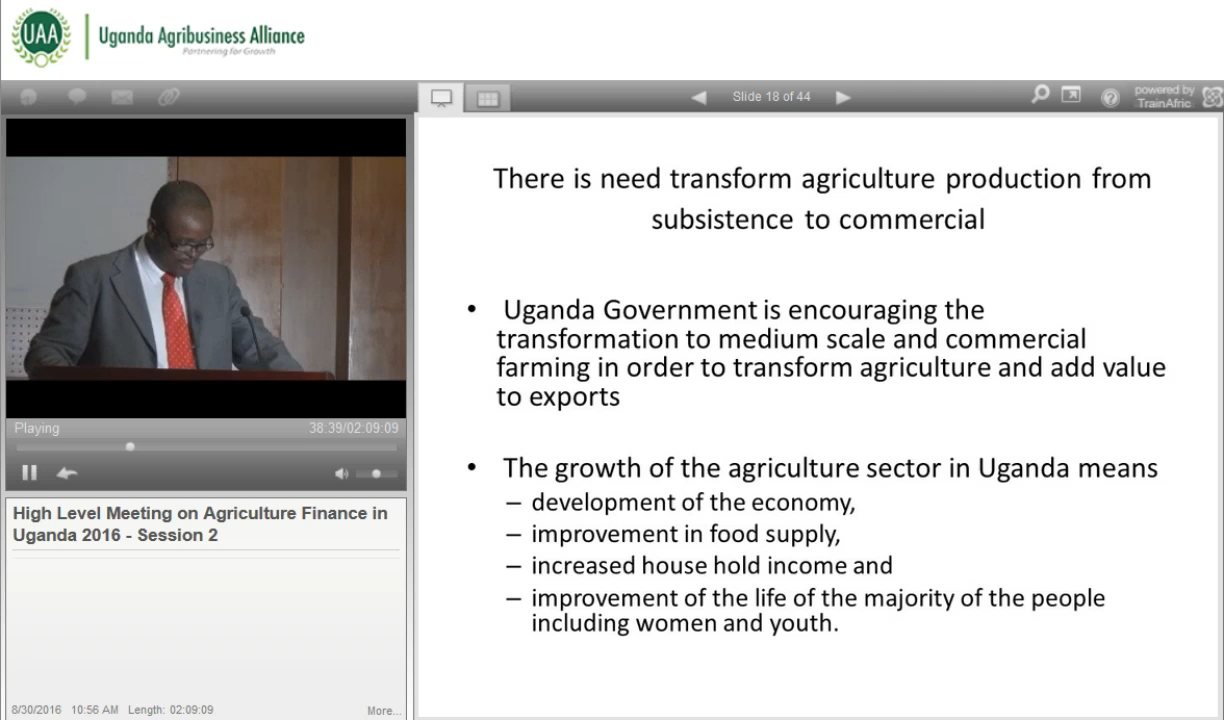 UAA
Uganda Agribusiness Alliance
Partnering for Growth
Slide 18 of 44
powered by
TrainAfric
Playing
38:39/02:09:09
High Level Meeting on Agriculture Finance in
Uganda 2016 - Session 2
8/30/2016 10:56 AM Length: 02:09:09
More...
There is need transform agriculture production from
subsistence to commercial
• Uganda Government is encouraging the
transformation to medium scale and commercial
farming in order to transform agriculture and add value
to exports
• The growth of the agriculture sector in Uganda means
– development of the economy,
– improvement in food supply,
– increased house hold income and
– improvement of the life of the majority of the people
including women and youth.